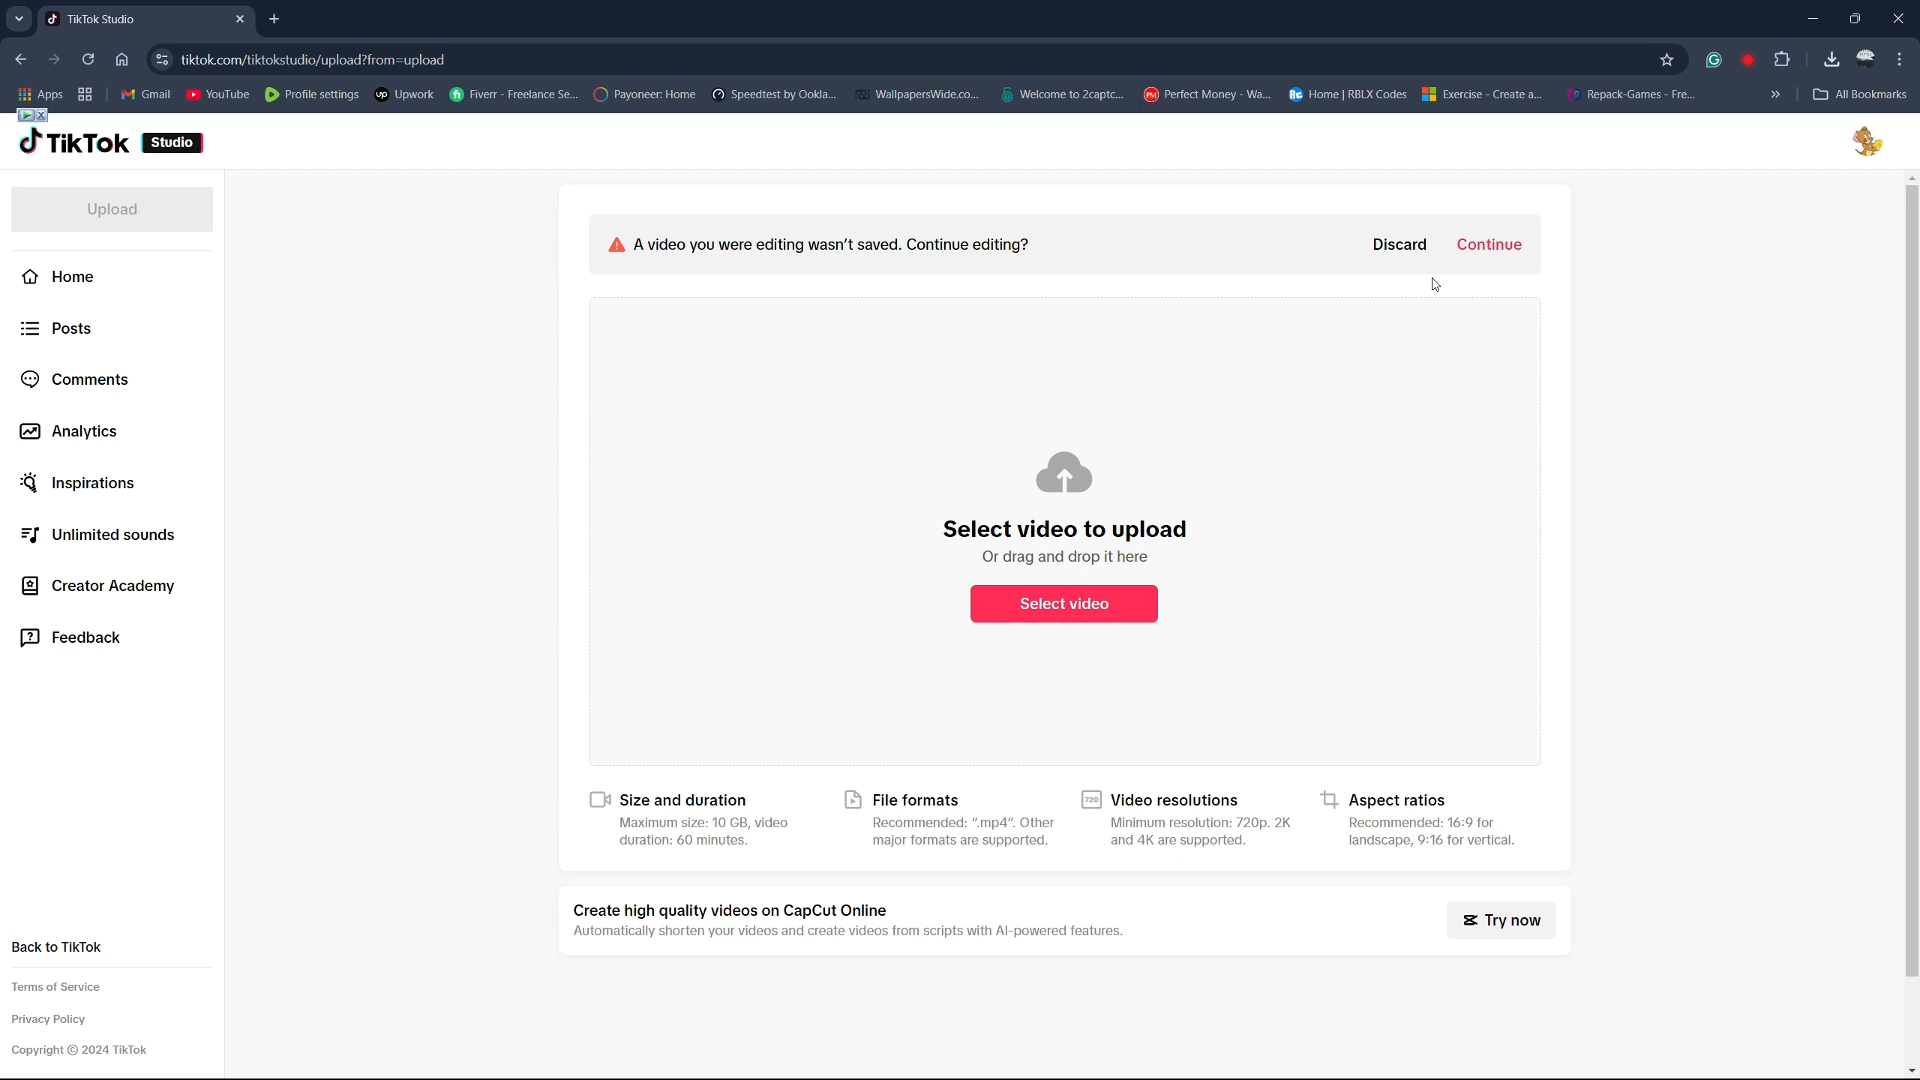 TikTok Studio
tiktok.com/tiktokstudio/upload?from=upload
Apps
Gmail
YouTube
Profile settings
Upwork
Fiverr - Freelance Se...
Payoneer: Home
Speedtest by Ookla...
WallpapersWide.co...
Welcome to 2captc...
Perfect Money - Wa...
Home | RBLX Codes
Exercise - Create a...
Repack-Games - Fre...
All Bookmarks
TikTok Studio
Upload
Home
Posts
Comments
Analytics
Inspirations
Unlimited sounds
Creator Academy
Feedback
Back to TikTok
Terms of Service
Privacy Policy
Copyright © 2024 TikTok
A video you were editing wasn't saved. Continue editing?
Discard
Continue
Select video to upload
Or drag and drop it here
Select video
Size and duration
Maximum size: 10 GB, video
duration: 60 minutes.
File formats
Recommended: “.mp4”. Other
major formats are supported.
720
Video resolutions
Minimum resolution: 720p. 2K
and 4K are supported.
Aspect ratios
Recommended: 16:9 for
landscape, 9:16 for vertical.
Create high quality videos on CapCut Online
Automatically shorten your videos and create videos from scripts with AI-powered features.
Try now